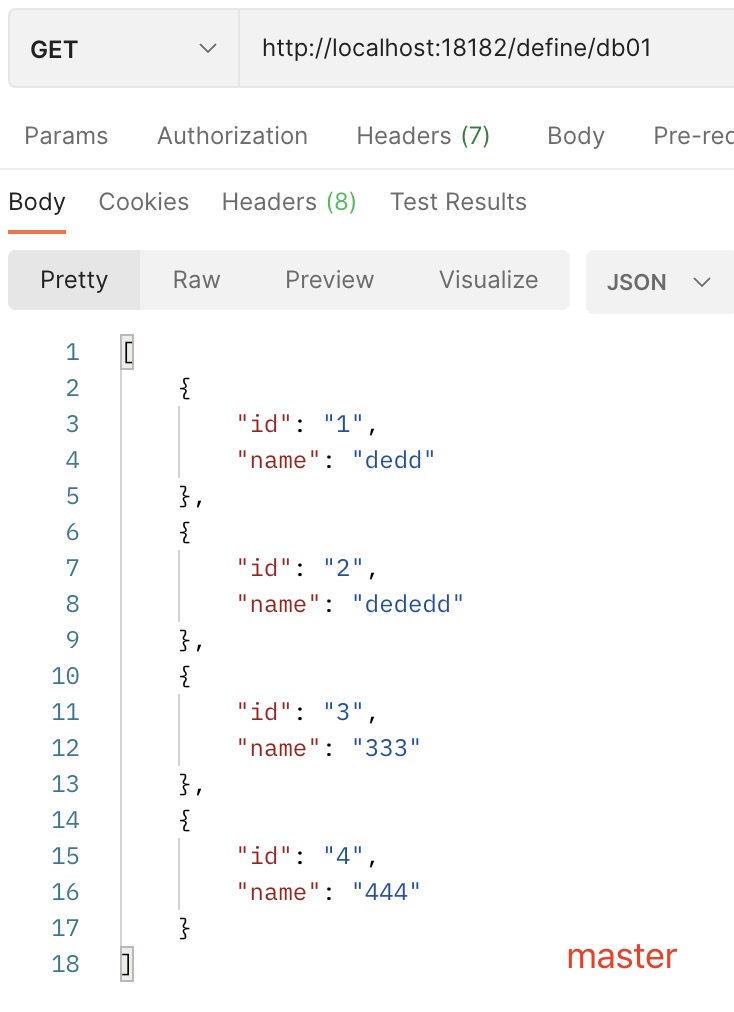 GET http://localhost:18182/define/db01
Params Authorization Headers (7) Body Pre-rec
Body Cookies Headers (8) Test Results
Pretty Raw Preview Visualize JSON
1 [
2 {
3 "id": "1",
4 "name": "dedd"
5 },
6 {
7 "id": "2",
8 "name": "dededd"
9 },
10 {
11 "id": "3",
12 "name": "333"
13 },
14 {
15 "id": "4",
16 "name": "444"
17 }
18 ]
master